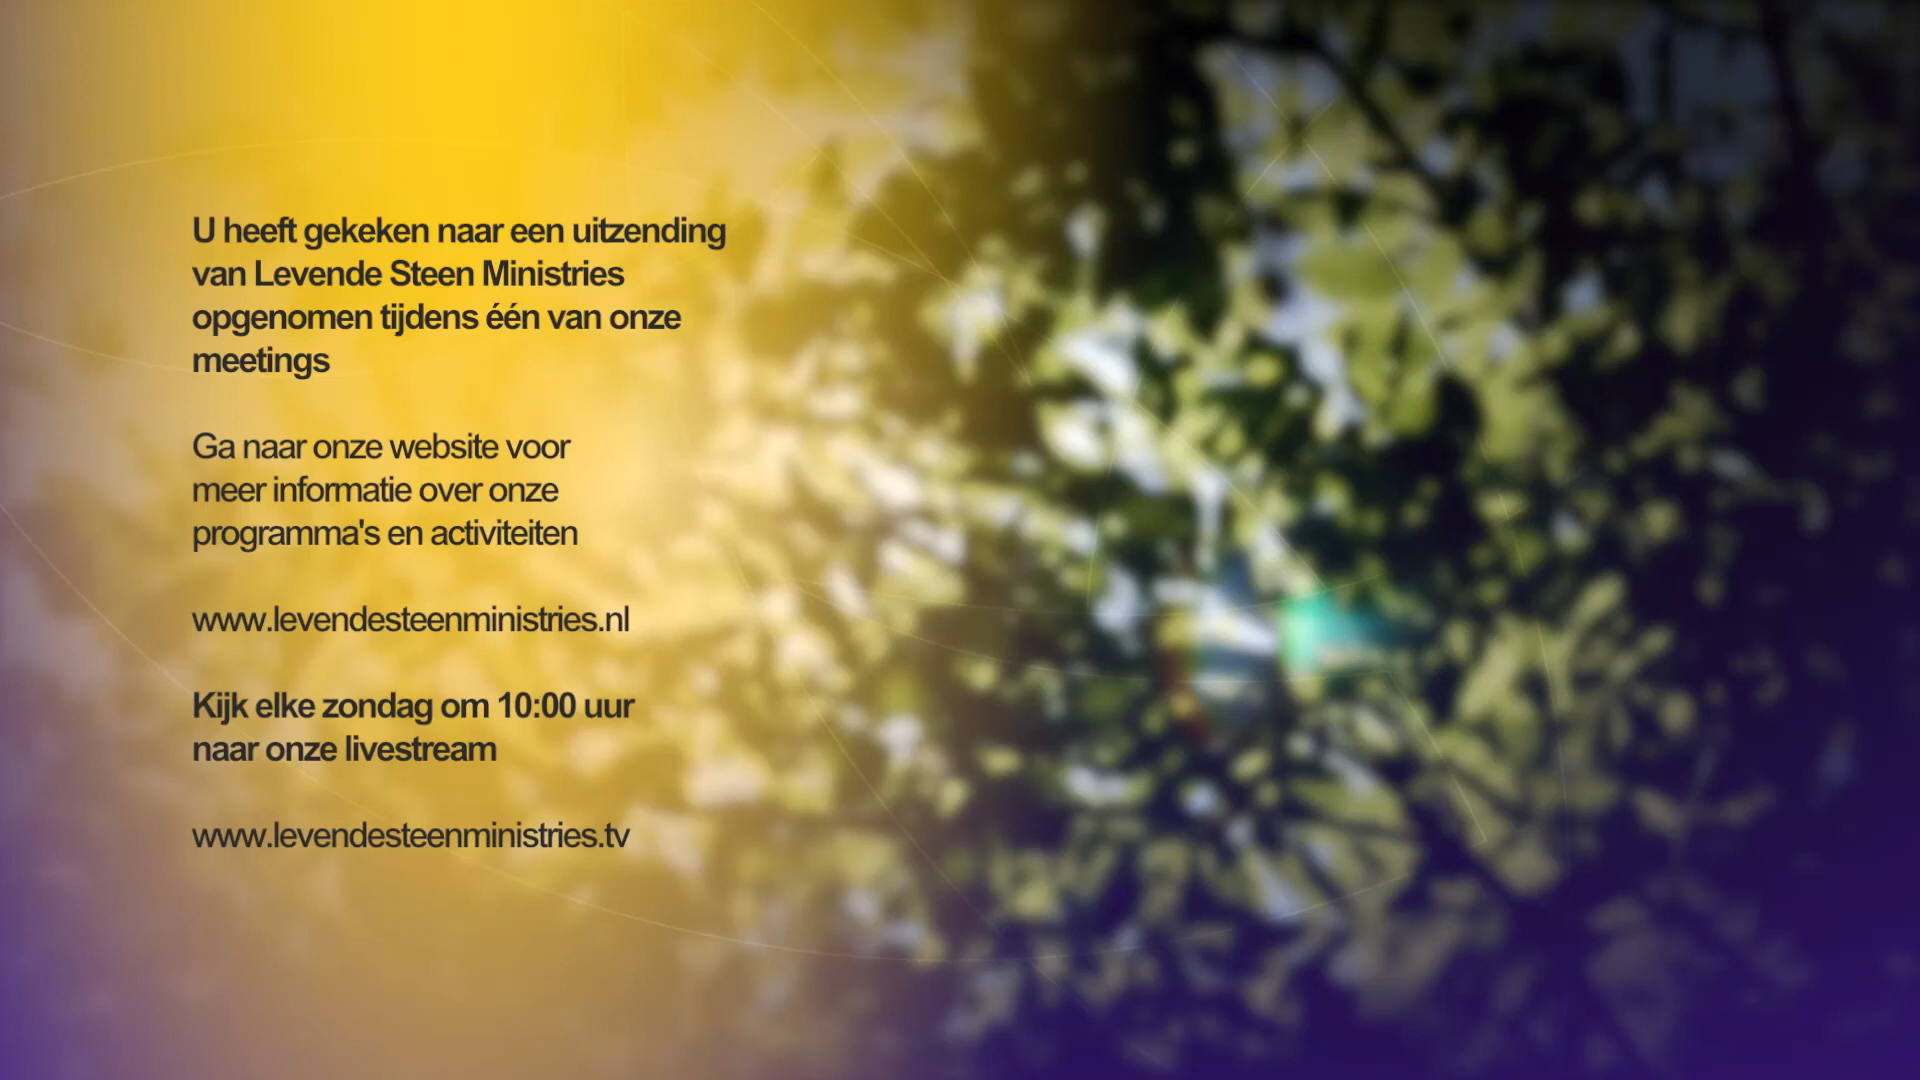 U heeft gekeken naar een uitzending
van Levende Steen Ministries
opgenomen tijdens één van onze
meetings
Ga naar onze website voor
meer informatie over onze
programma's en activiteiten
www.levendesteenministries.nl
Kijk elke zondag om 10:00 uur
naar onze livestream
www.levendesteenministries.tv